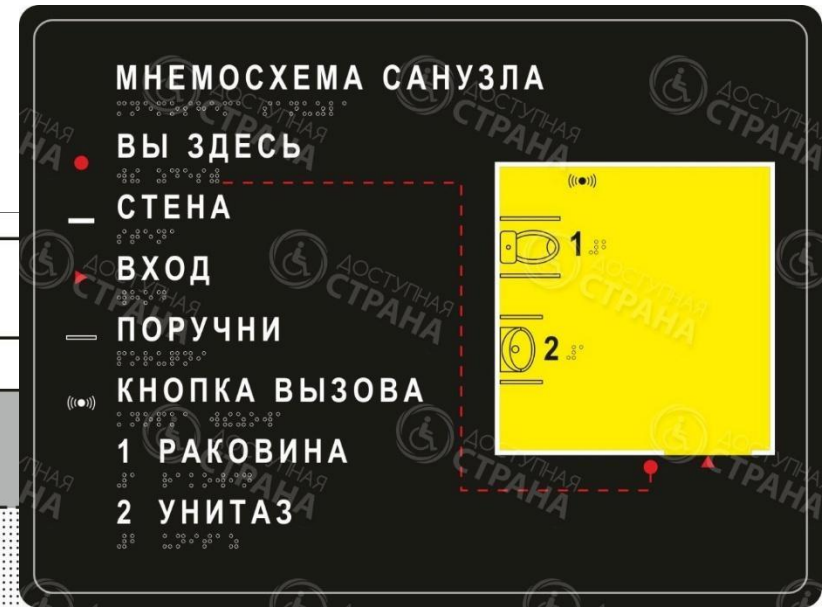 МНЕМОСХЕМА САНУЗЛА
ВЫ ЗДЕСЬ
СТЕНА
ВХОД
ПОРУЧНИ
КНОПКА ВЫЗОВА
1 РАКОВИНА
2 УНИТАЗ
1
2
ДОСТУПНАЯ
СТРАНА